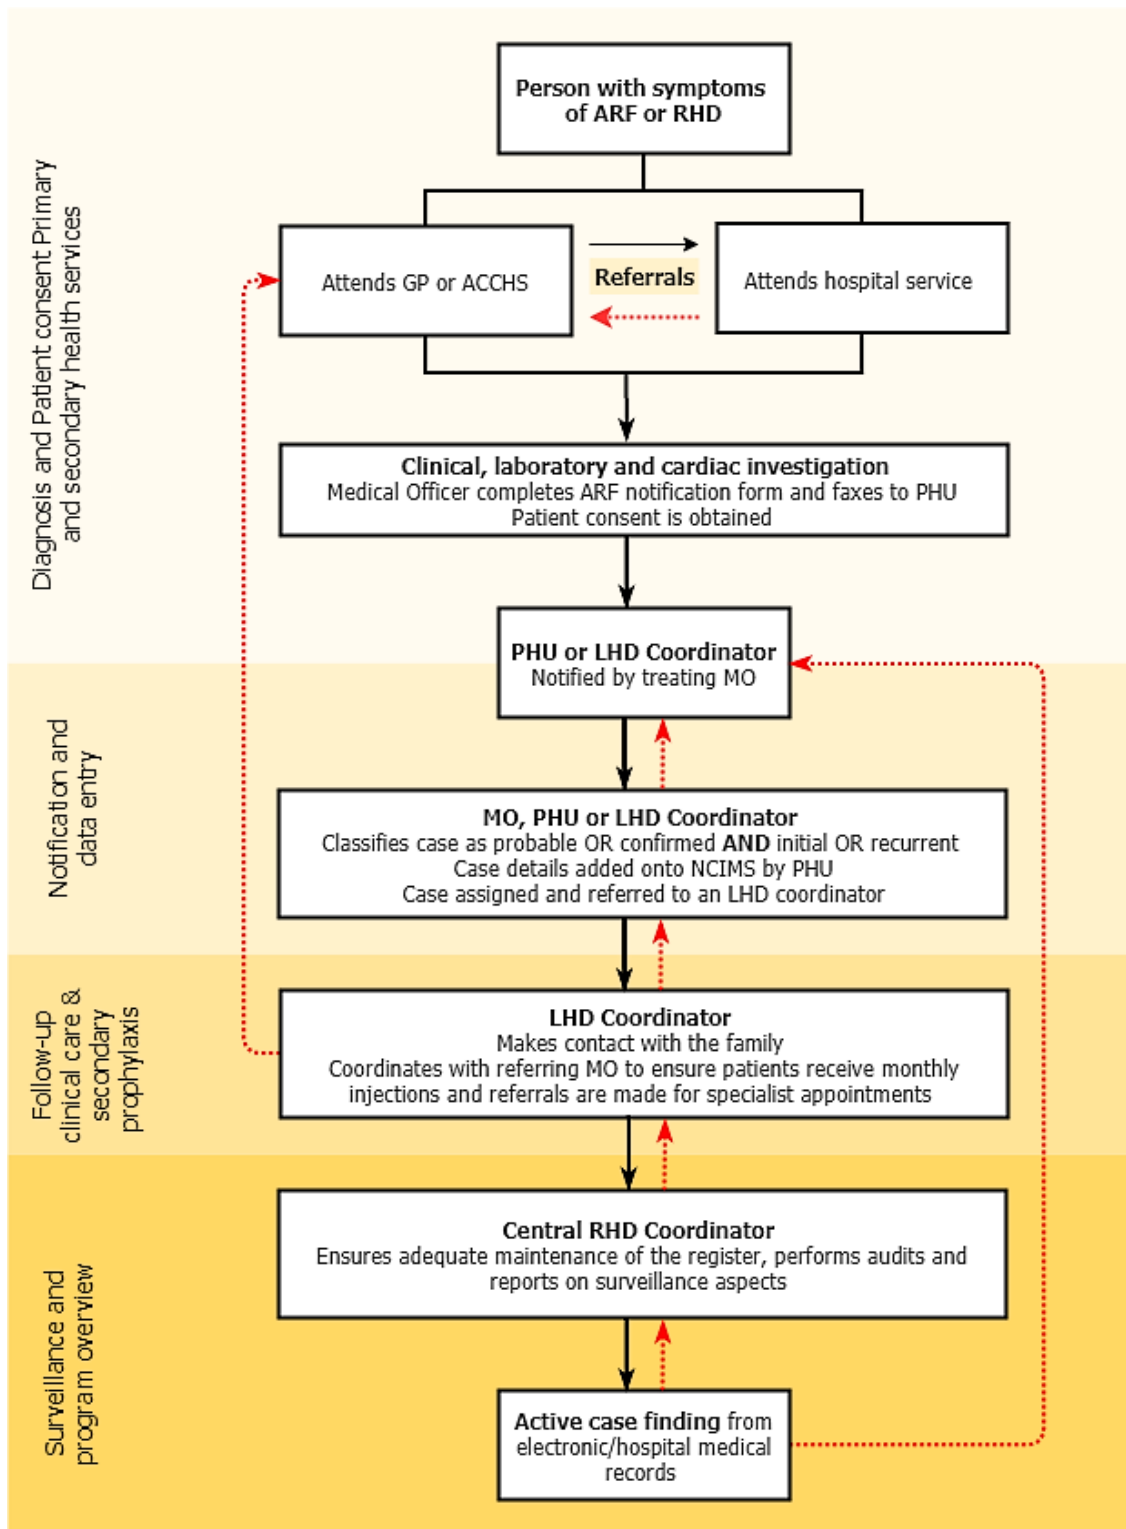 Person with symptoms
of ARF or RHD
Diagnosis and Patient consent Primary
and secondary health services
Attends GP or ACCHS
Referrals
Attends hospital service
Clinical, laboratory and cardiac investigation
Medical Officer completes ARF notification form and faxes to PHU
Patient consent is obtained
PHU or LHD Coordinator
Notified by treating MO
Notification and
data entry
MO, PHU or LHD Coordinator
Classifies case as probable OR confirmed AND initial OR recurrent
Case details added onto NCIMS by PHU
Case assigned and referred to an LHD coordinator
Follow-up
clinical care &
secondary
prophylaxis
LHD Coordinator
Makes contact with the family
Coordinates with referring MO to ensure patients receive monthly
injections and referrals are made for specialist appointments
Surveillance and
program overview
Central RHD Coordinator
Ensures adequate maintenance of the register, performs audits and
reports on surveillance aspects
Active case finding from
electronic/hospital medical
records